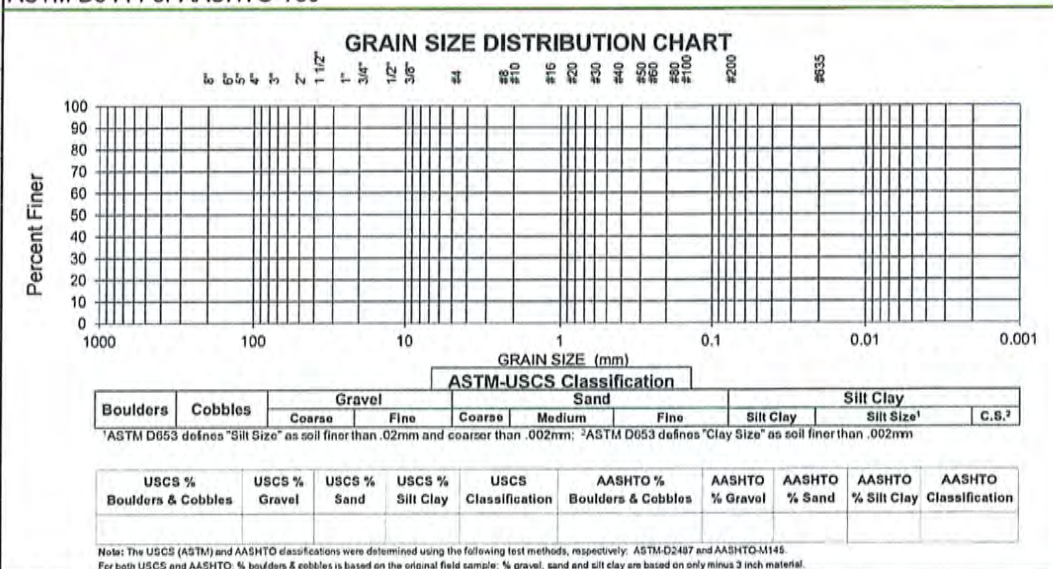 GRAIN SIZE DISTRIBUTION CHART
8" 6" 5" 4" 3" 2" 1 1/2" 1" 3/4" 1/2" 3/8" #4 #8 #10 #16 #20 #30 #40 #50 #60 #80 #100 #200 #635
Percent Finer
100
90
80
70
60
50
40
30
20
10
0
1000 100 10 1 0.1 0.01 0.001
GRAIN SIZE (mm)
ASTM-USCS Classification
Boulders Cobbles Gravel Sand Silt Clay
Coarse Fine Coarse Medium Fine Silt Clay Silt Size¹ C.S.²
¹ASTM D653 defines "Silt Size" as soil finer than .02mm and coarser than .002mm; ²ASTM D653 defines "Clay Size" as soil finer than .002mm
USCS % Boulders & Cobbles USCS % Gravel USCS % Sand USCS % Silt Clay USCS Classification AASHTO % Boulders & Cobbles AASHTO % Gravel AASHTO % Sand AASHTO % Silt Clay AASHTO Classification
Note: The USCS (ASTM) and AASHTO classifications were determined using the following test methods, respectively: ASTM-D2487 and AASHTO-M145.
For both USCS and AASHTO: % boulders & cobbles is based on the original field sample; % gravel, sand and silt clay are based on only minus 3 inch material.